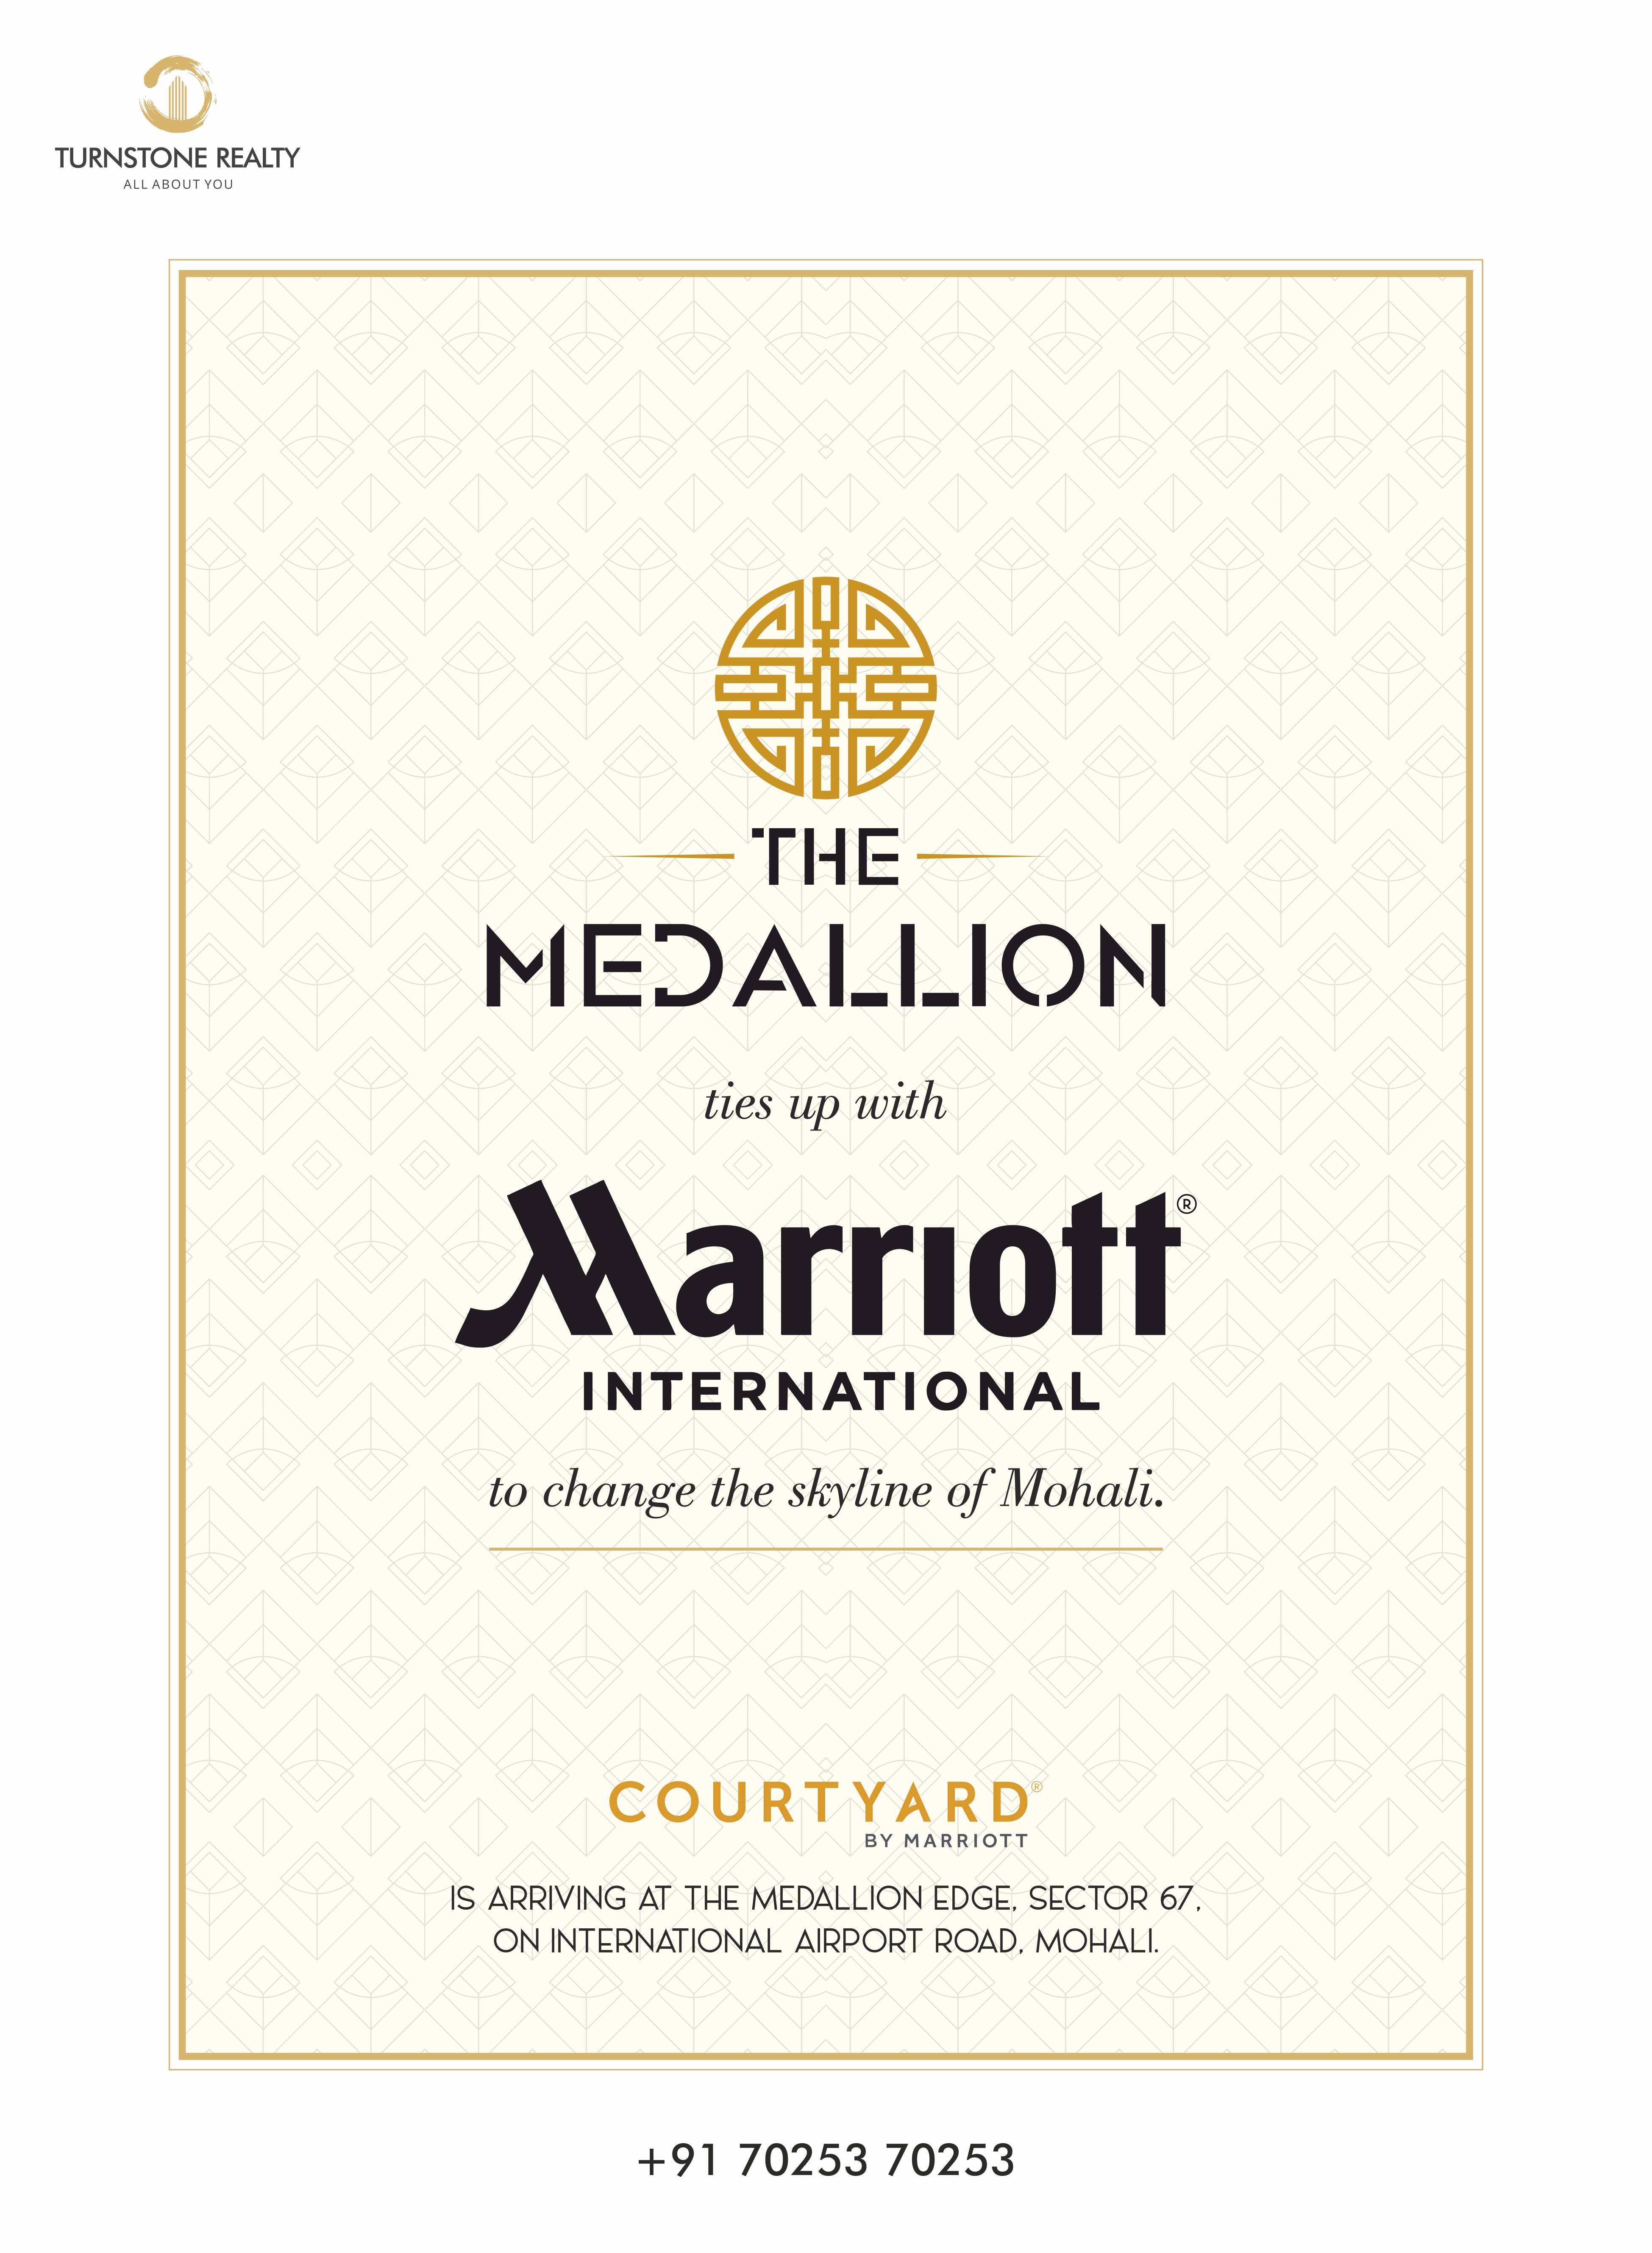 TURNSTONE REALTY
ALL ABOUT YOU
THE
MEDALLION
ties up with
Marriott®
INTERNATIONAL
to change the skyline of Mohali.
COURTYARD®
BY MARRIOTT
IS ARRIVING AT THE MEDALLION EDGE, SECTOR 67,
ON INTERNATIONAL AIRPORT ROAD, MOHALI.
+91 70253 70253